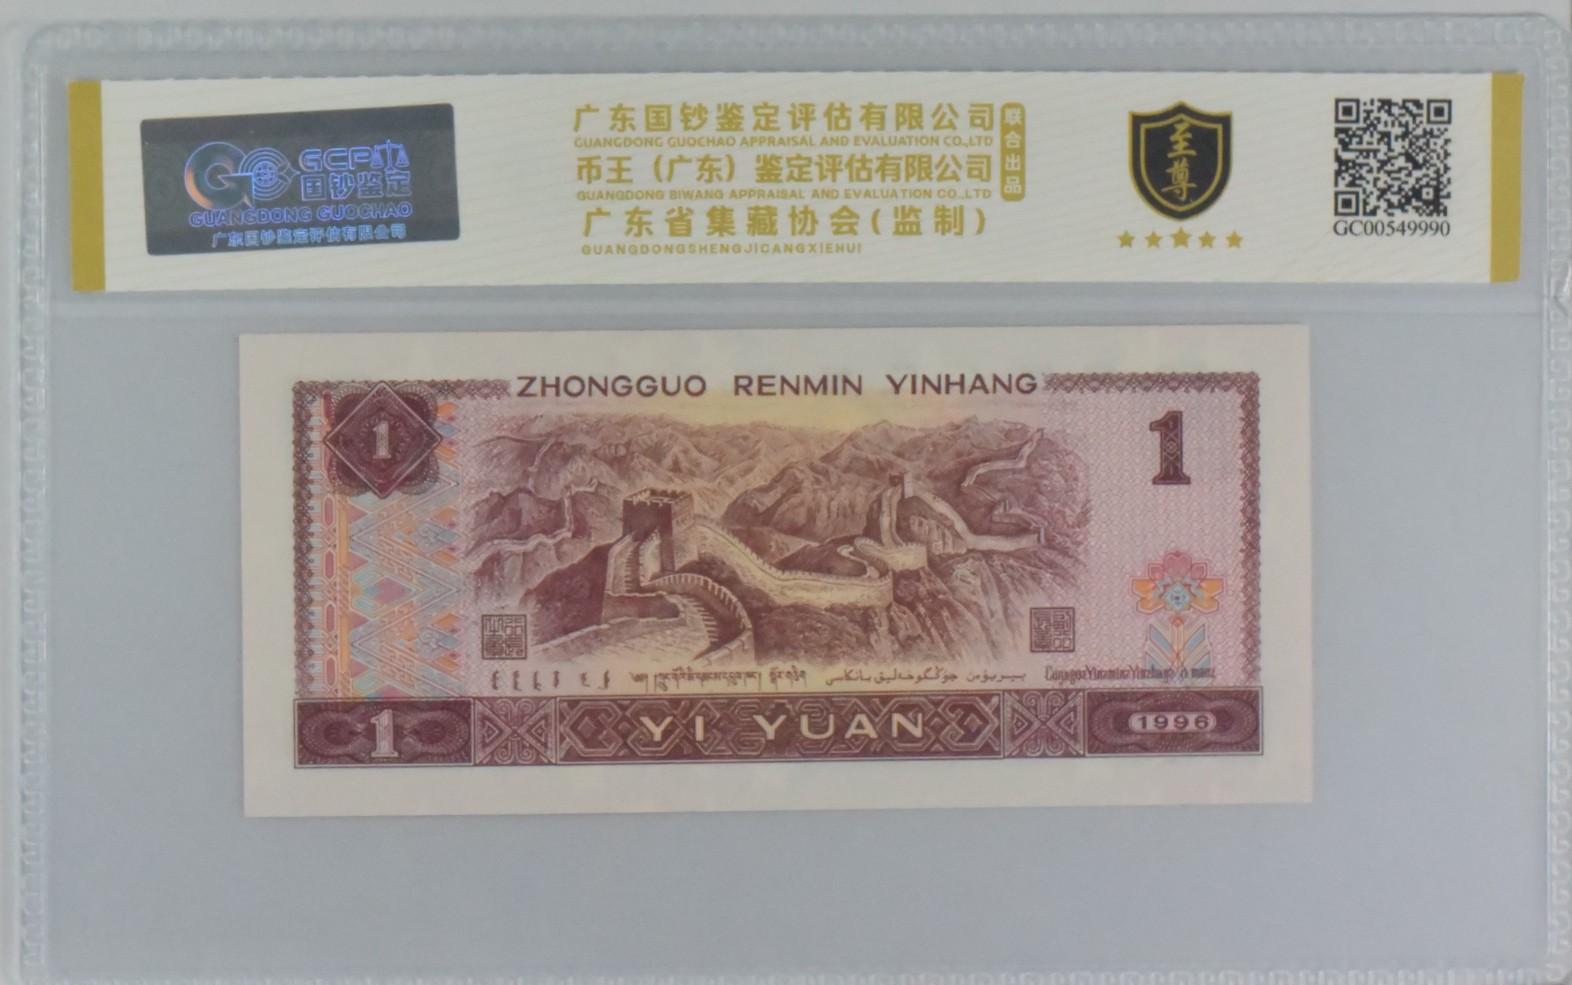 GCPA
国钞鉴定
GUANGDONG GUOCHAO
广东国钞鉴定评估有限公司
广东国钞鉴定评估有限公司
GUANGDONG GUOCHAO APPRAISAL AND EVALUATION CO.,LTD
币王（广东）鉴定评估有限公司
GUANGDONG BIWANG APPRAISAL AND EVALUATION CO.,LTD
联合出品
广东省集藏协会(监制)
GUANGDONGSHENGJICANGXIEHUI
至尊
GC00549990
ZHONGGUO RENMIN YINHANG
1
1
1
YI YUAN
1996